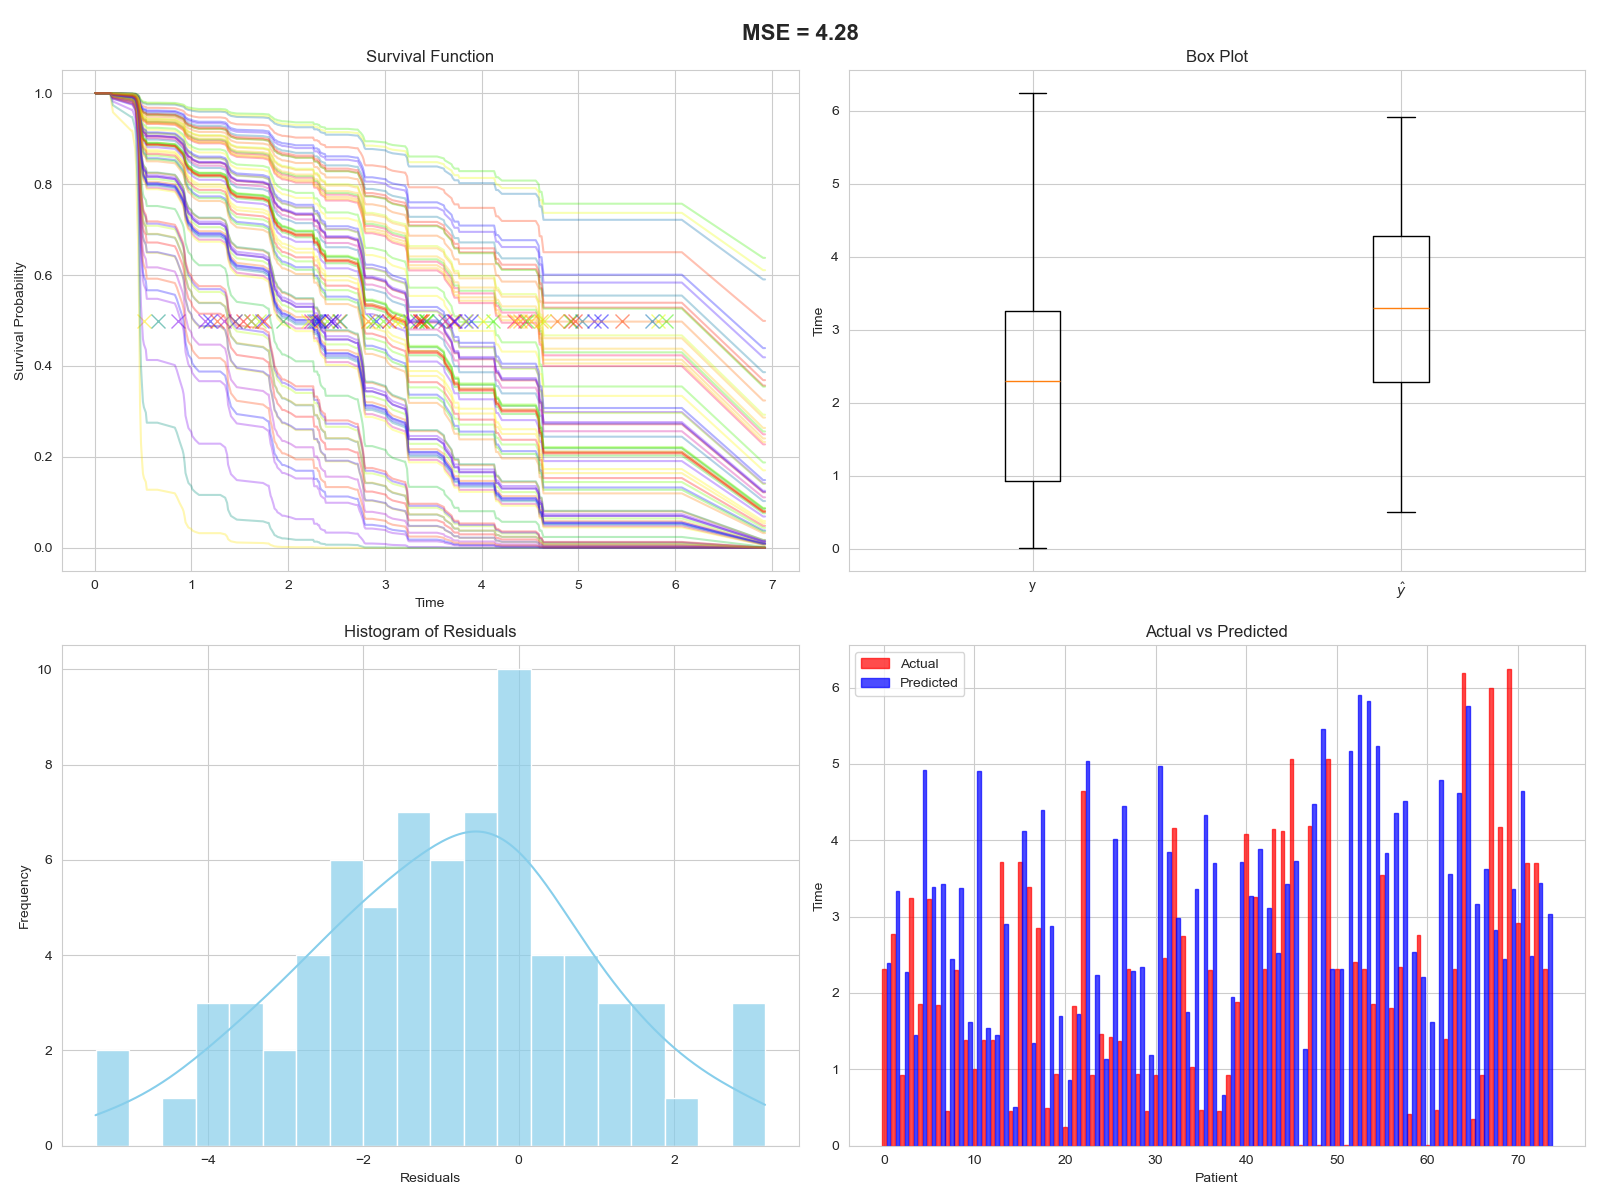 MSE = 4.28
Survival Function
1.0
0.8
0.6
0.4
0.2
0.0
Survival Probability
0 1 2 3 4 5 6 7
Time
Box Plot
6
5
4
3
2
1
0
Time
y ŷ
Histogram of Residuals
10
8
6
4
2
0
Frequency
−4 −2 0 2
Residuals
Actual vs Predicted
Actual
Predicted
6
5
4
3
2
1
0
Time
0 10 20 30 40 50 60 70
Patient